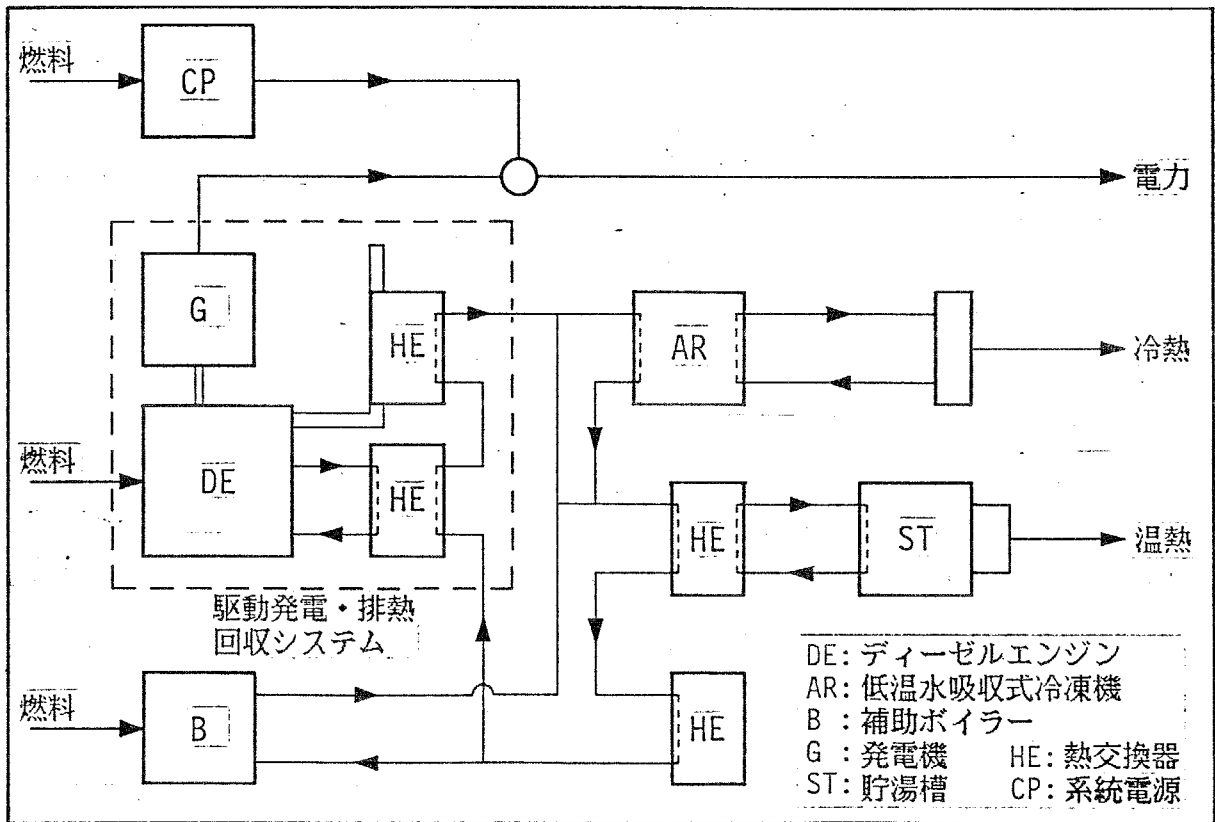 燃料
CP
電力
G
HE
AR
冷熱
燃料
DE
HE
HE
ST
温熱
駆動発電・排熱
回収システム
燃料
B
HE
DE: ディーゼルエンジン
AR: 低温水吸収式冷凍機
B : 補助ボイラー
G : 発電機 HE: 熱交換器
ST: 貯湯槽 CP: 系統電源